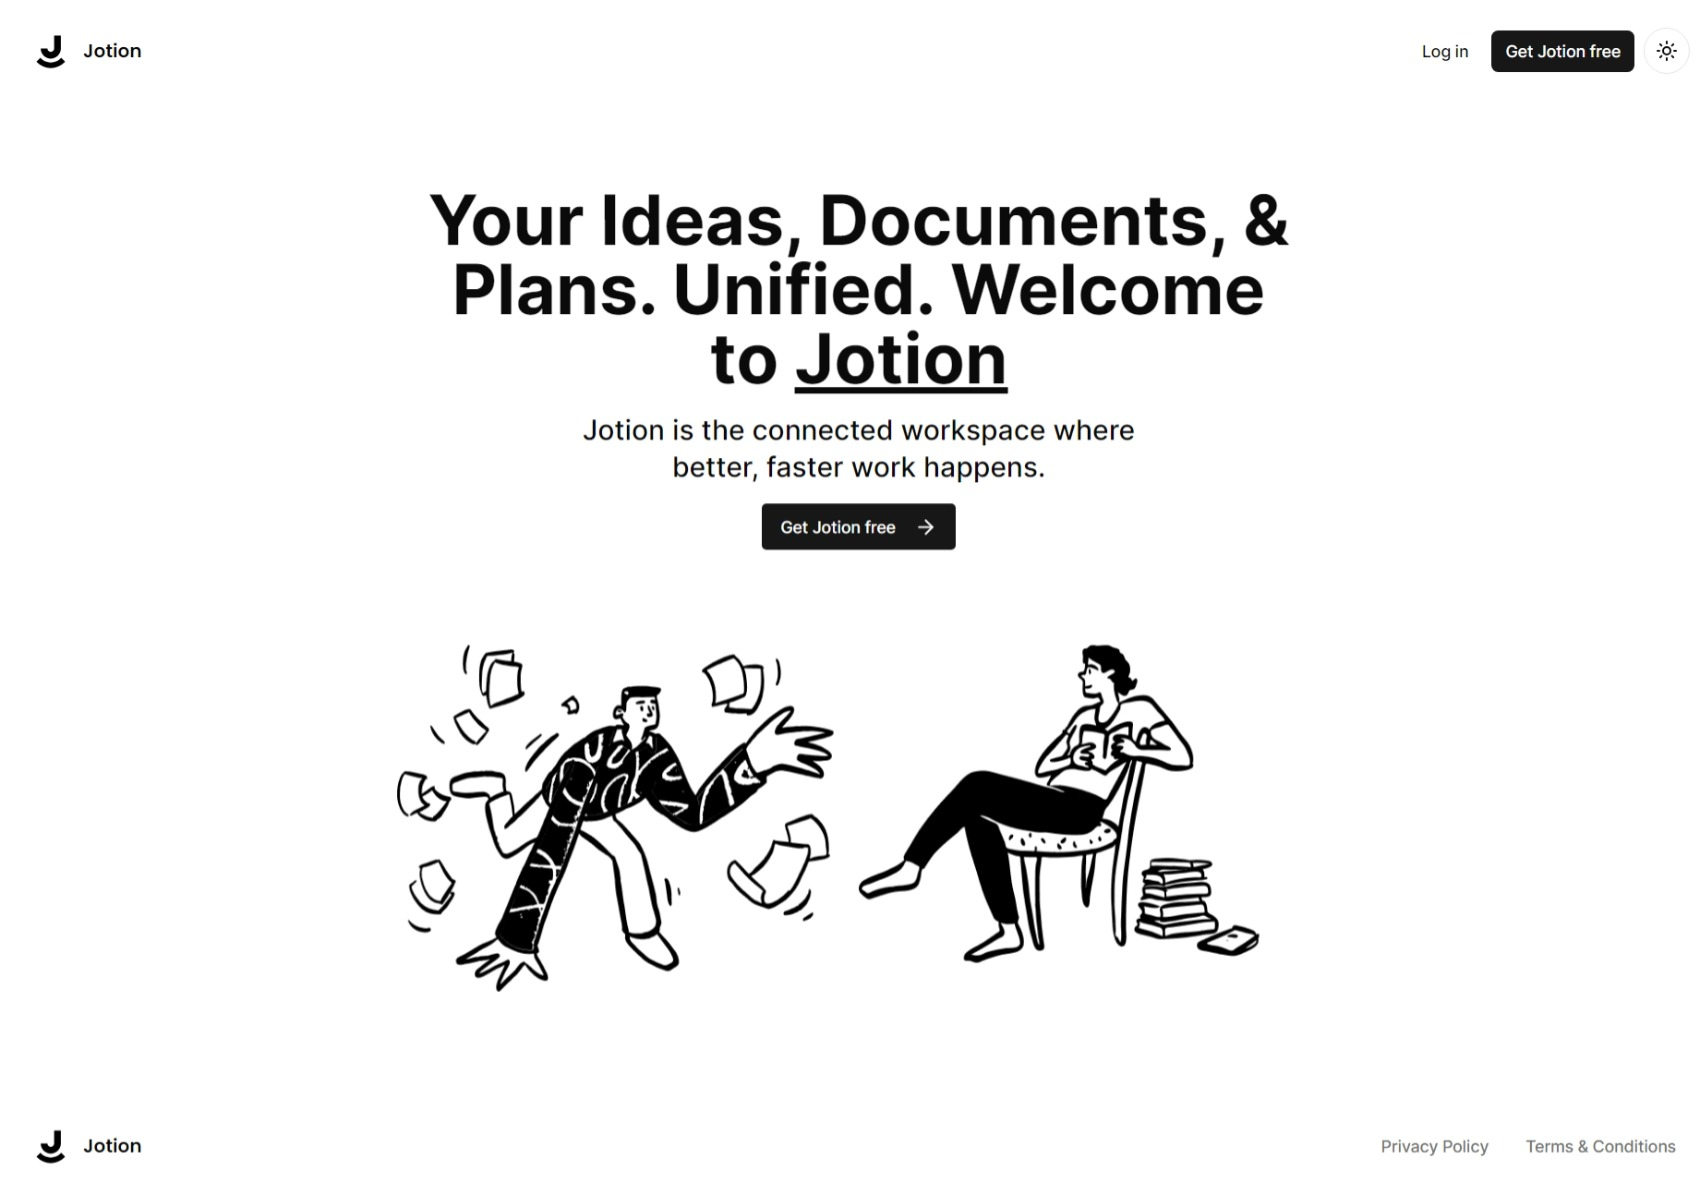 Jotion
Log in
Get Jotion free
Your Ideas, Documents, &
Plans. Unified. Welcome
to Jotion
Jotion is the connected workspace where
better, faster work happens.
Get Jotion free
Jotion
Privacy Policy
Terms & Conditions